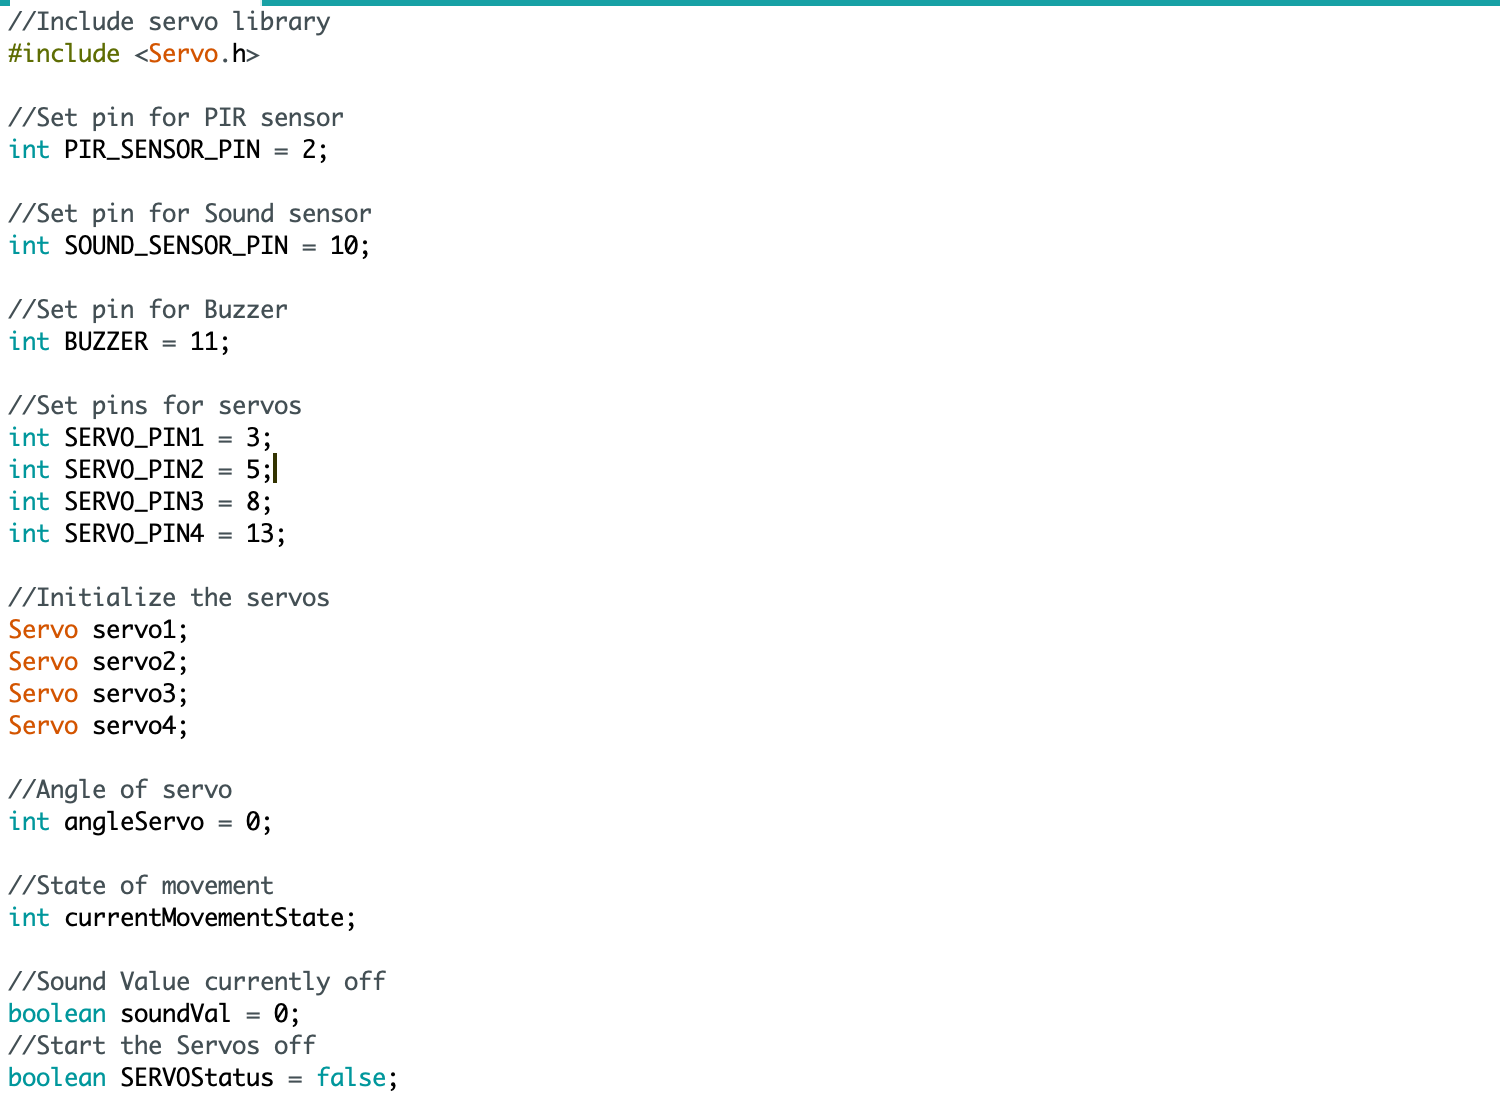 //Include servo library
#include <Servo.h>
//Set pin for PIR sensor
int PIR_SENSOR_PIN = 2;
//Set pin for Sound sensor
int SOUND_SENSOR_PIN = 10;
//Set pin for Buzzer
int BUZZER = 11;
//Set pins for servos
int SERVO_PIN1 = 3;
int SERVO_PIN2 = 5;
int SERVO_PIN3 = 8;
int SERVO_PIN4 = 13;
//Initialize the servos
Servo servo1;
Servo servo2;
Servo servo3;
Servo servo4;
//Angle of servo
int angleServo = 0;
//State of movement
int currentMovementState;
//Sound Value currently off
boolean soundVal = 0;
//Start the Servos off
boolean SERVOStatus = false;